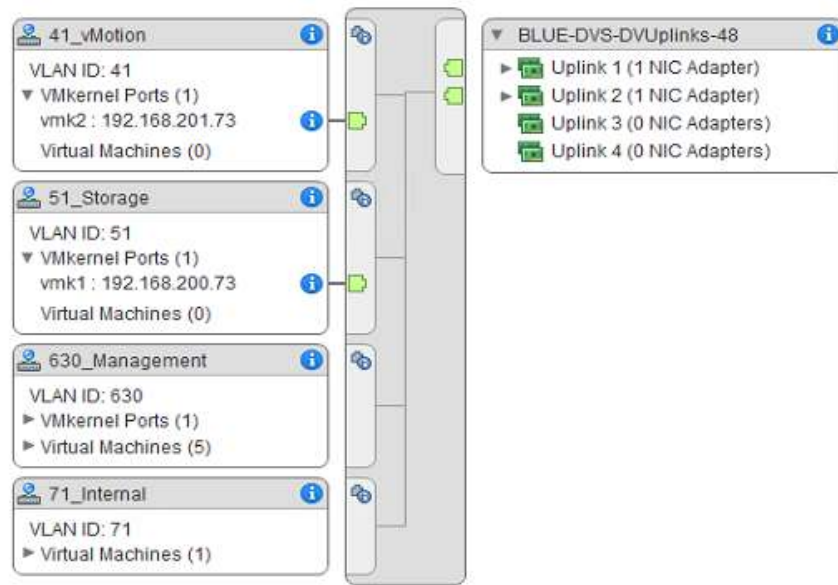 41_vMotion
VLAN ID: 41
VMkernel Ports (1)
vmk2 : 192.168.201.73
Virtual Machines (0)
51_Storage
VLAN ID: 51
VMkernel Ports (1)
vmk1 : 192.168.200.73
Virtual Machines (0)
630_Management
VLAN ID: 630
VMkernel Ports (1)
Virtual Machines (5)
71_Internal
VLAN ID: 71
Virtual Machines (1)
BLUE-DVS-DVUplinks-48
Uplink 1 (1 NIC Adapter)
Uplink 2 (1 NIC Adapter)
Uplink 3 (0 NIC Adapters)
Uplink 4 (0 NIC Adapters)